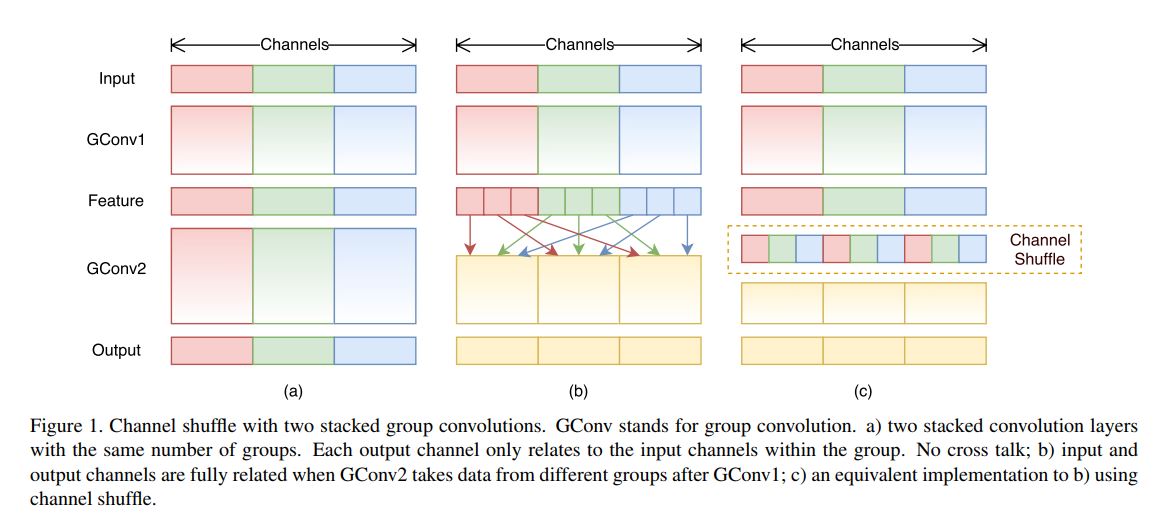 Channels Channels Channels
Input
GConv1
Feature
GConv2
Channel
Shuffle
Output
(a) (b) (c)
Figure 1. Channel shuffle with two stacked group convolutions. GConv stands for group convolution. a) two stacked convolution layers
with the same number of groups. Each output channel only relates to the input channels within the group. No cross talk; b) input and
output channels are fully related when GConv2 takes data from different groups after GConv1; c) an equivalent implementation to b) using
channel shuffle.